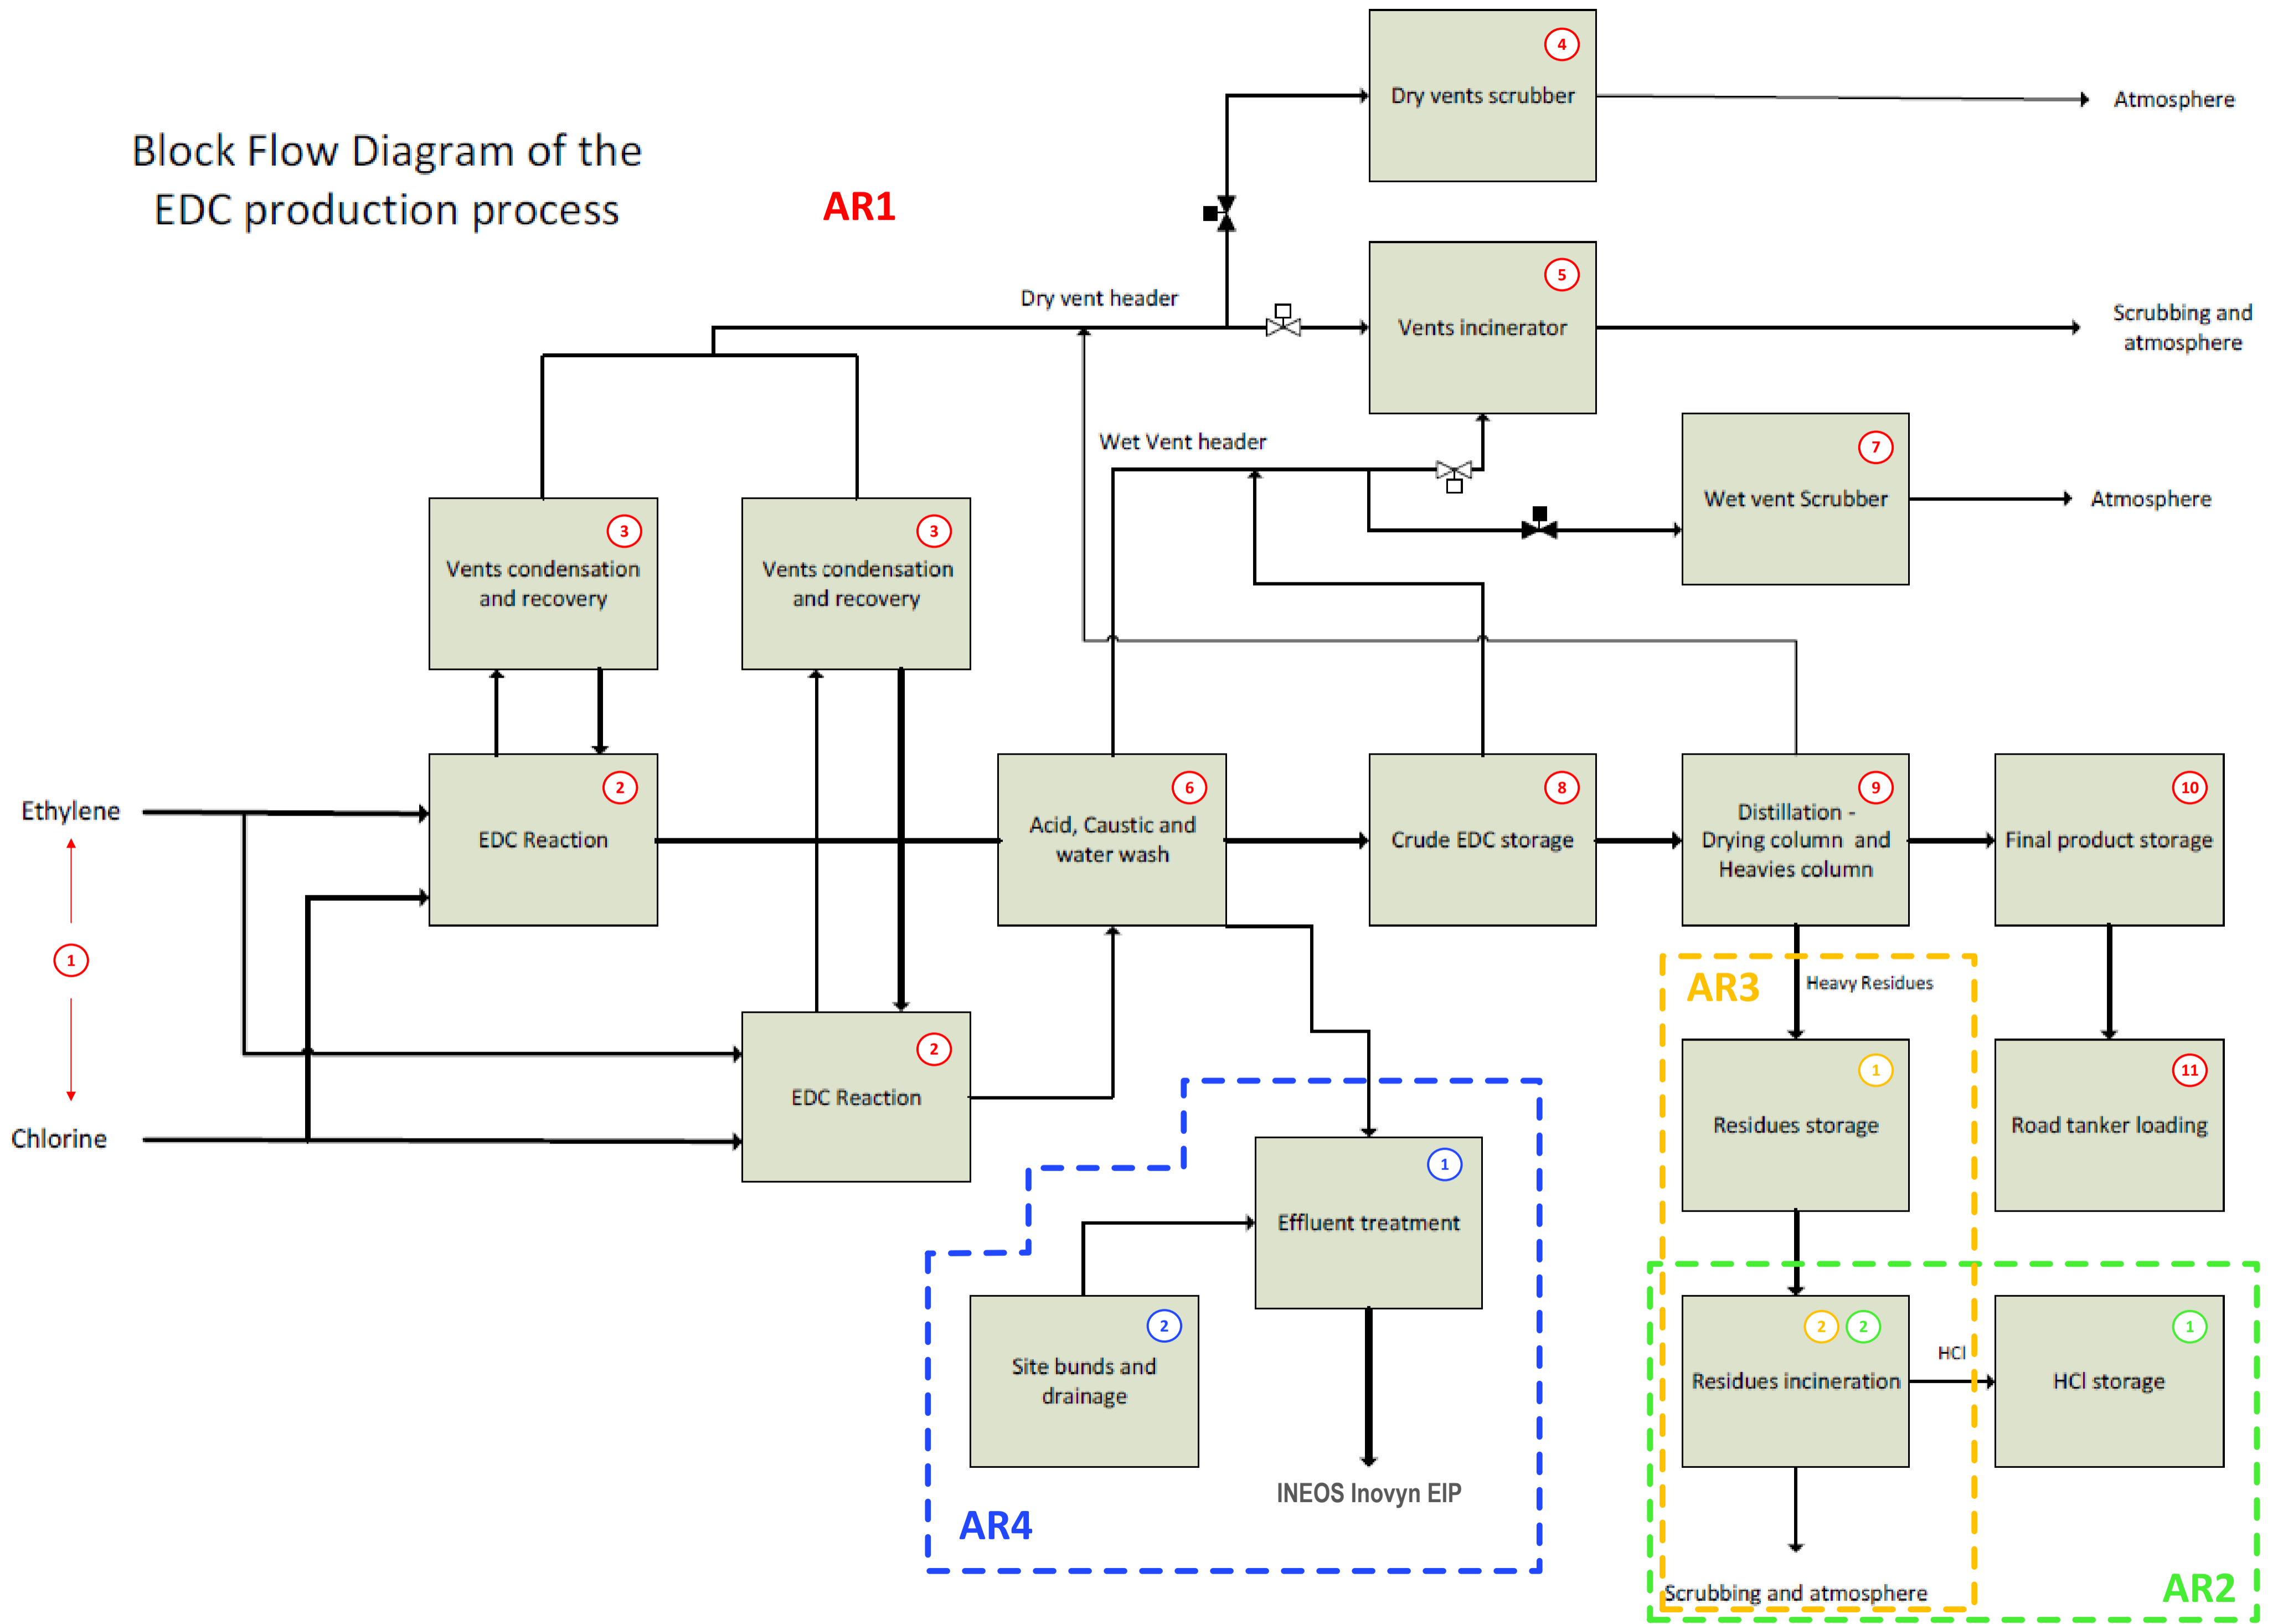 Block Flow Diagram of the
EDC production process
AR1
4
Dry vents scrubber
Atmosphere
5
Vents incinerator
Dry vent header
Scrubbing and
atmosphere
Wet Vent header
7
Wet vent Scrubber
Atmosphere
3
Vents condensation
and recovery
3
Vents condensation
and recovery
Ethylene
2
EDC Reaction
6
Acid, Caustic and
water wash
8
Crude EDC storage
9
Distillation -
Drying column and
Heavies column
10
Final product storage
1
Chlorine
2
EDC Reaction
AR3
Heavy Residues
1
Residues storage
11
Road tanker loading
1
Effluent treatment
2
Site bunds and
drainage
INEOS Inovyn EIP
AR4
2 2
Residues incineration
HCl
1
HCl storage
Scrubbing and atmosphere
AR2